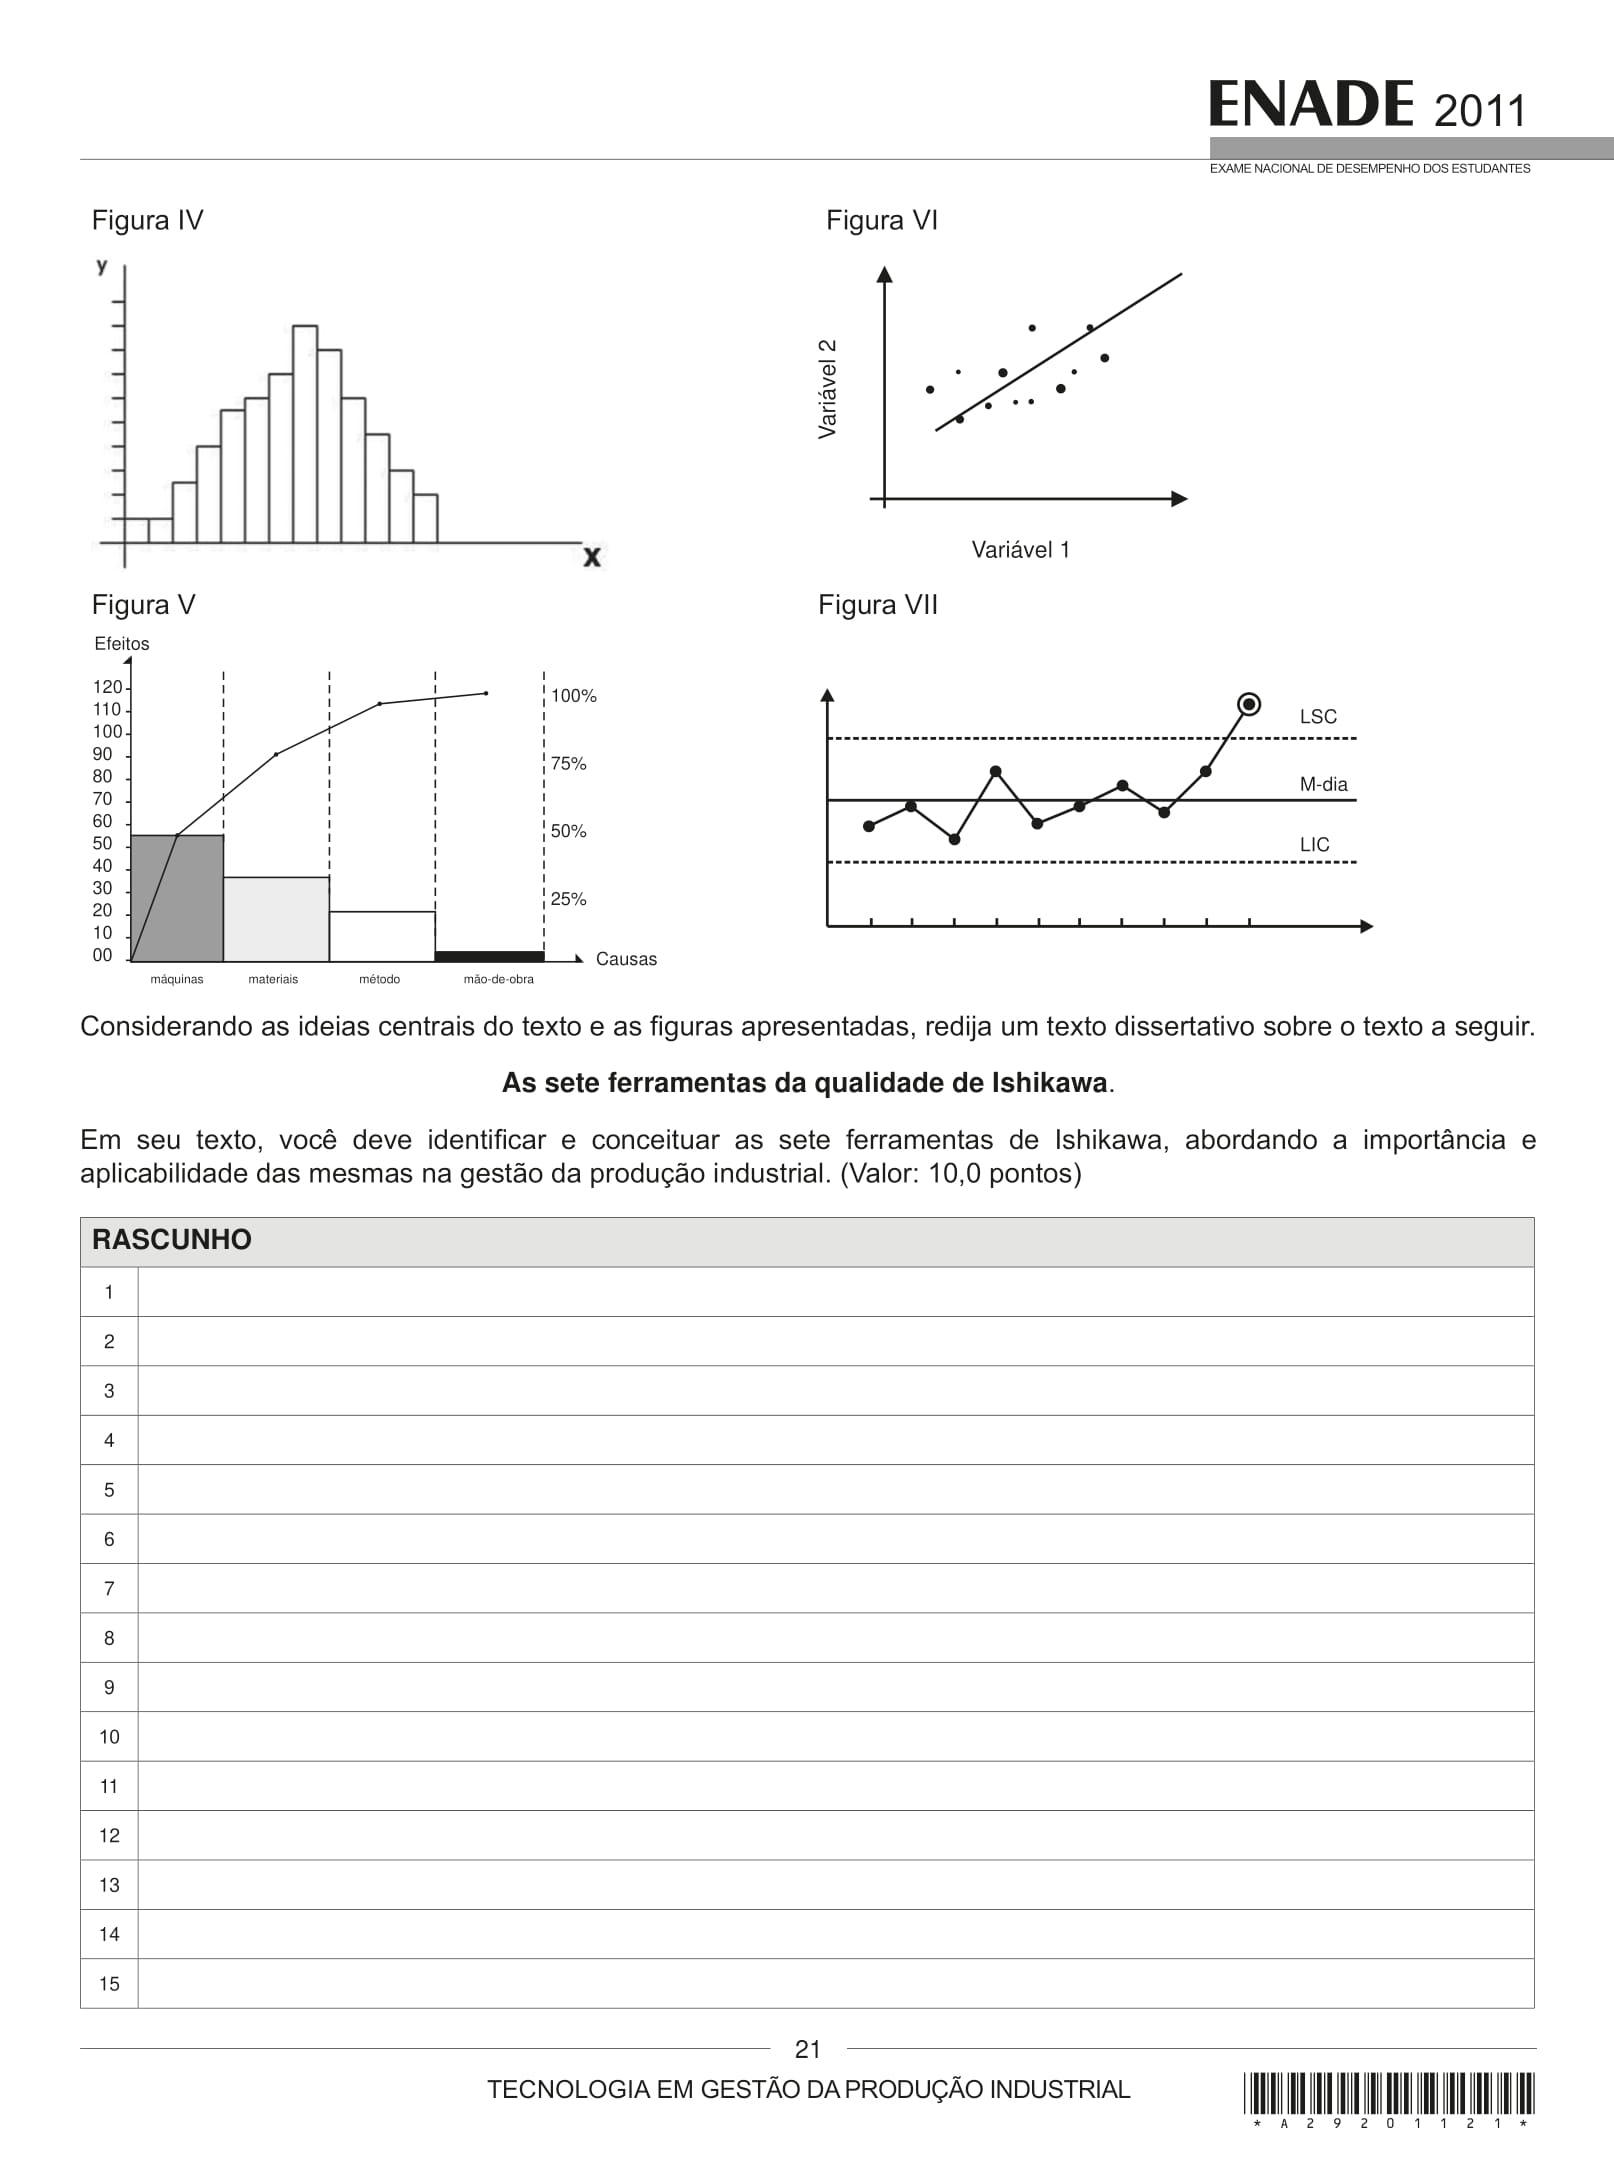 ENADE 2011
EXAME NACIONAL DE DESEMPENHO DOS ESTUDANTES
Figura IV
y
x
Figura VI
Variável 2
Variável 1
Figura V
Efeitos
120
110
100
90
80
70
60
50
40
30
20
10
00
100%
75%
50%
25%
Causas
máquinas materiais método mão-de-obra
Figura VII
LSC
M-dia
LIC
Considerando as ideias centrais do texto e as figuras apresentadas, redija um texto dissertativo sobre o texto a seguir.
As sete ferramentas da qualidade de Ishikawa.
Em seu texto, você deve identificar e conceituar as sete ferramentas de Ishikawa, abordando a importância e
aplicabilidade das mesmas na gestão da produção industrial. (Valor: 10,0 pontos)
RASCUNHO
1
2
3
4
5
6
7
8
9
10
11
12
13
14
15
21
TECNOLOGIA EM GESTÃO DA PRODUÇÃO INDUSTRIAL
* A 2 9 2 0 1 1 2 1 *